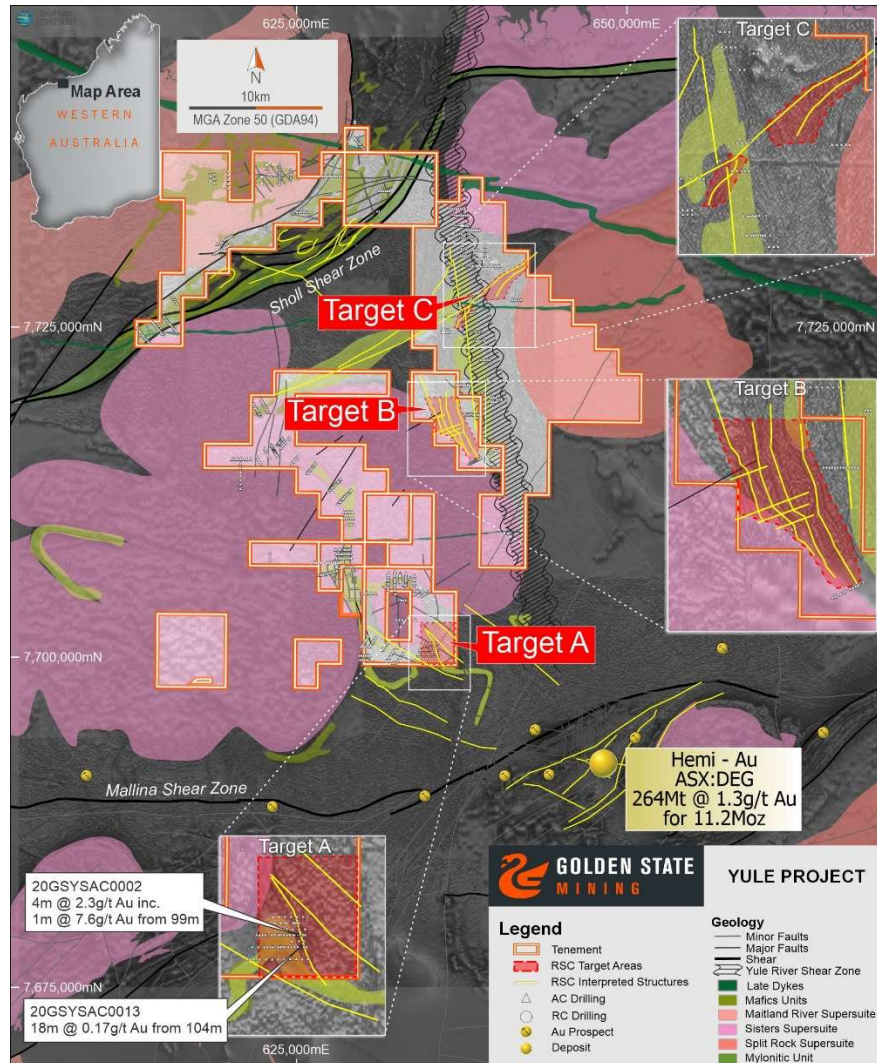 625,000mE
650,000mE
Map Area
WESTERN
AUSTRALIA
N
10km
MGA Zone 50 (GDA94)
Target C
Sholl Shear Zone
Target C
7,725,000mN
7,725,000mN
Target B
Target B
Target A
7,700,000mN
Hemi - Au
ASX:DEG
264Mt @ 1.3g/t Au
for 11.2Moz
Mallina Shear Zone
Target A
20GSYSAC0002
4m @ 2.3g/t Au inc.
1m @ 7.6g/t Au from 99m
20GSYSAC0013
18m @ 0.17g/t Au from 104m
7,675,000mN
625,000mE
GOLDEN STATE
MINING
YULE PROJECT
Legend
Tenement
RSC Target Areas
RSC Interpreted Structures
AC Drilling
RC Drilling
Au Prospect
Deposit
Geology
Minor Faults
Major Faults
Shear
Yule River Shear Zone
Late Dykes
Mafics Units
Maitland River Supersuite
Sisters Supersuite
Split Rock Supersuite
Mylonitic Unit